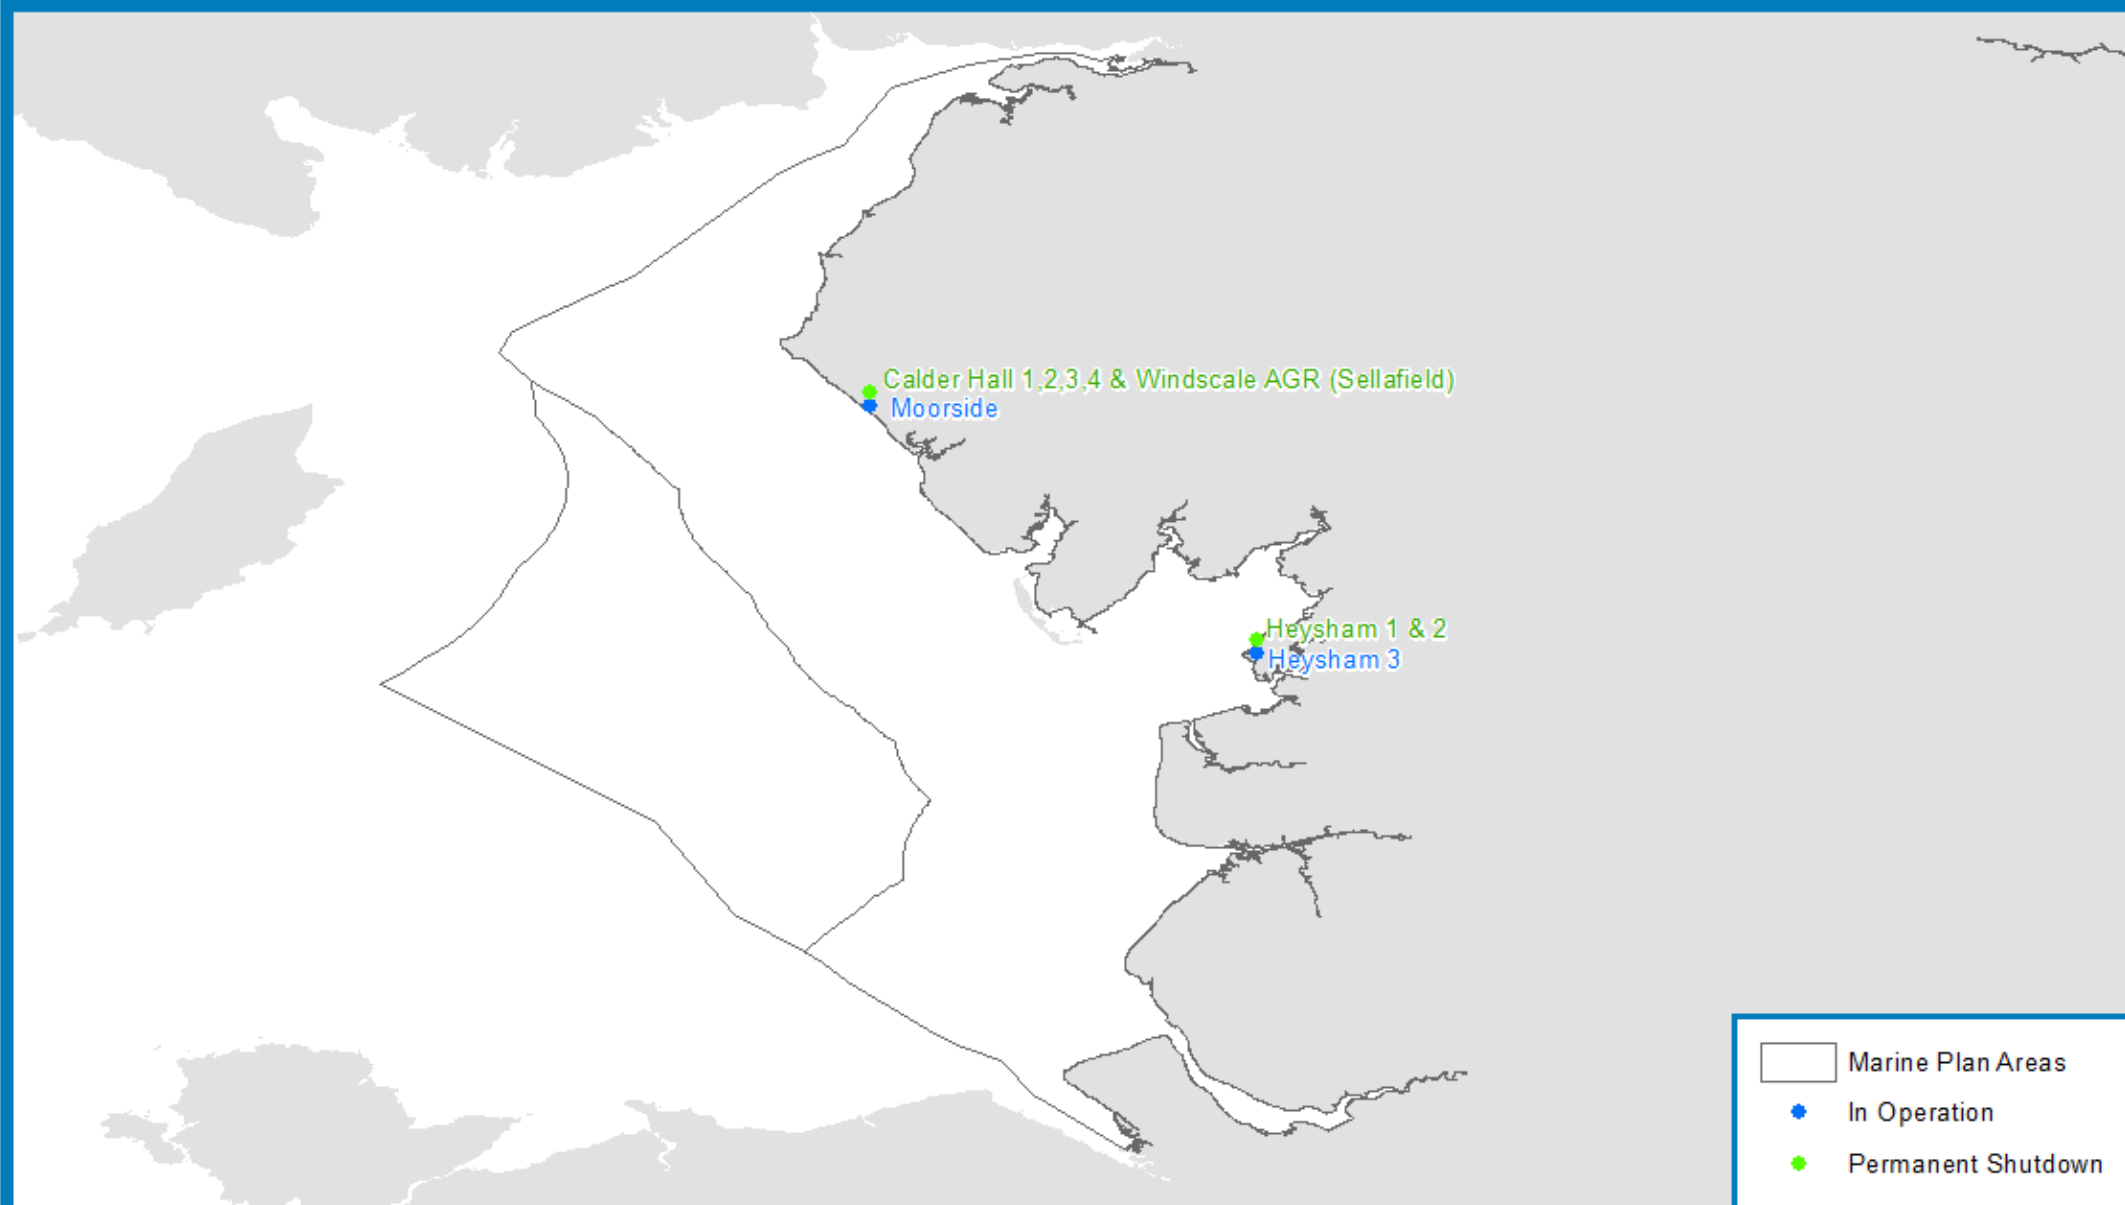 Calder Hall 1,2,3,4 & Windscale AGR (Sellafield)
Moorside
Heysham 1 & 2
Heysham 3
Marine Plan Areas
In Operation
Permanent Shutdown